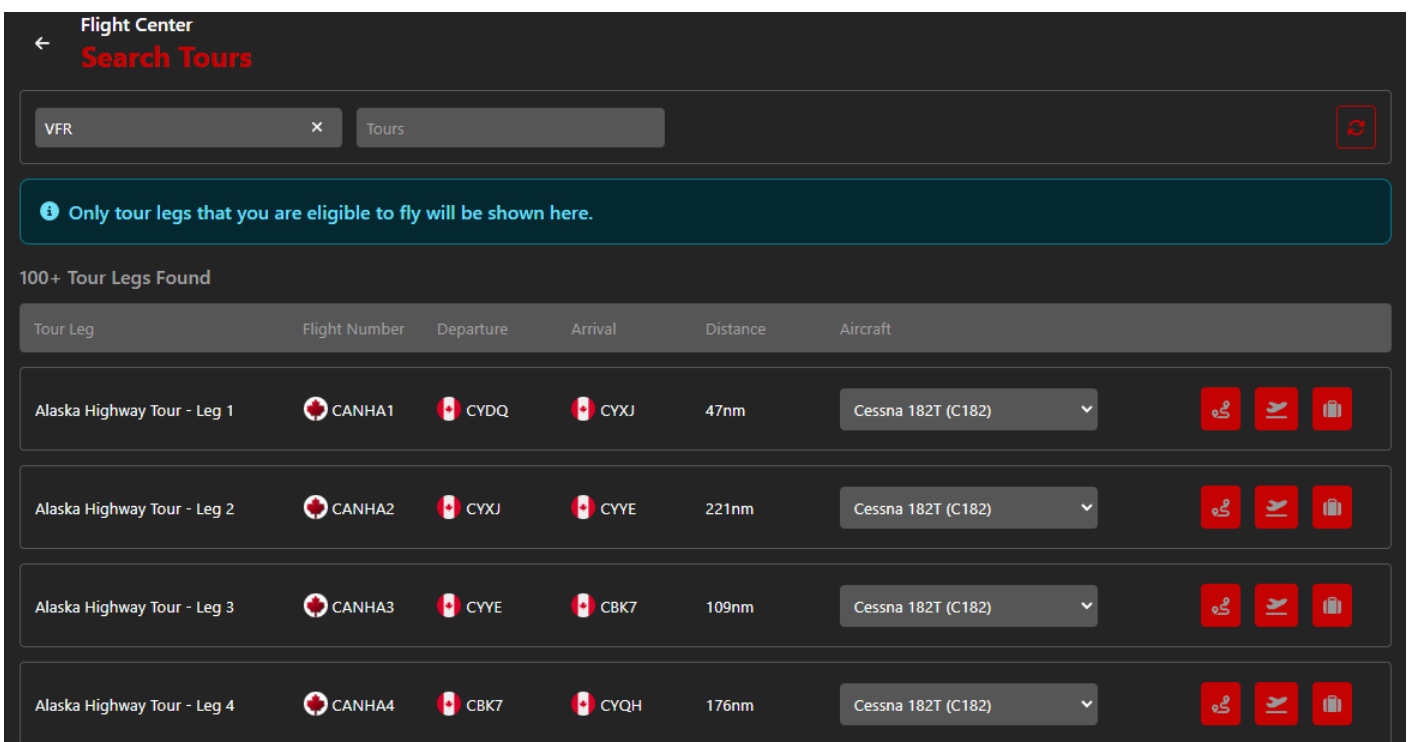 Flight Center
Search Tours
VFR
Tours
Only tour legs that you are eligible to fly will be shown here.
100+ Tour Legs Found
Tour Leg Flight Number Departure Arrival Distance Aircraft
Alaska Highway Tour - Leg 1 CANHA1 CYDQ CYXJ 47nm Cessna 182T (C182)
Alaska Highway Tour - Leg 2 CANHA2 CYXJ CYYE 221nm Cessna 182T (C182)
Alaska Highway Tour - Leg 3 CANHA3 CYYE CBK7 109nm Cessna 182T (C182)
Alaska Highway Tour - Leg 4 CANHA4 CBK7 CYQH 176nm Cessna 182T (C182)